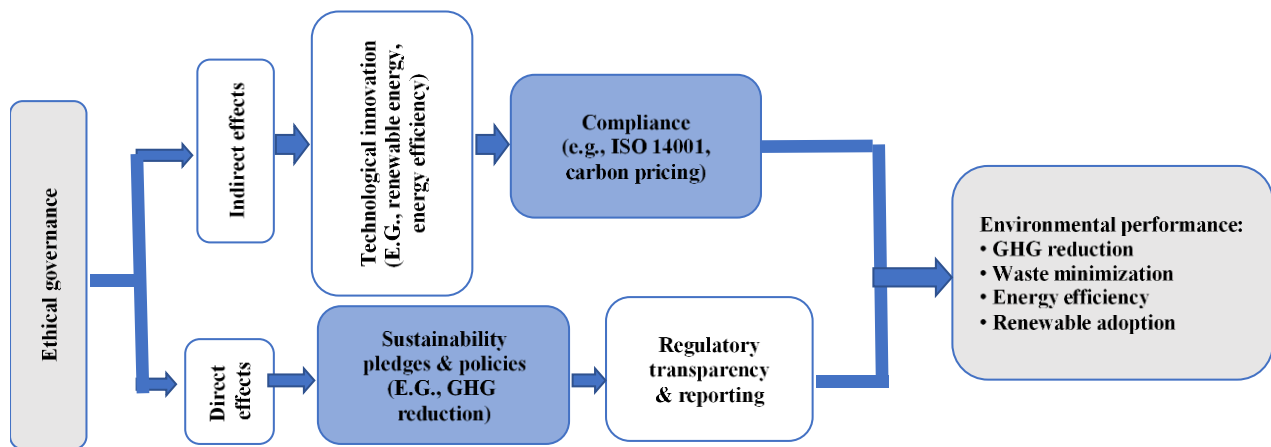 Ethical governance
Indirect effects
Technological innovation
(E.G., renewable energy,
energy efficiency)
Compliance
(e.g., ISO 14001,
carbon pricing)
Direct
effects
Sustainability
pledges & policies
(E.G., GHG
reduction)
Regulatory
transparency
& reporting
Environmental performance:
• GHG reduction
• Waste minimization
• Energy efficiency
• Renewable adoption